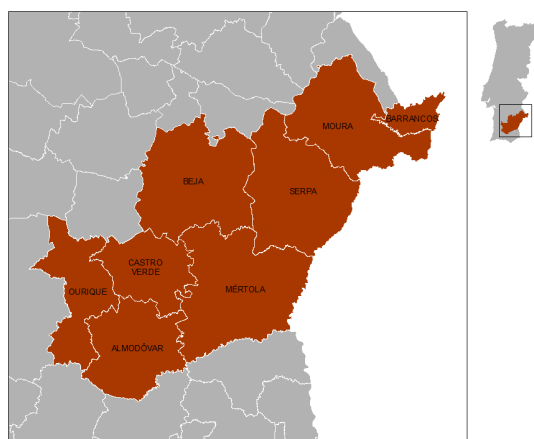 BARRANCOS
MOURA
BEJA
SERPA
CASTRO
VERDE
OURIQUE
MÉRTOLA
ALMODÔVAR